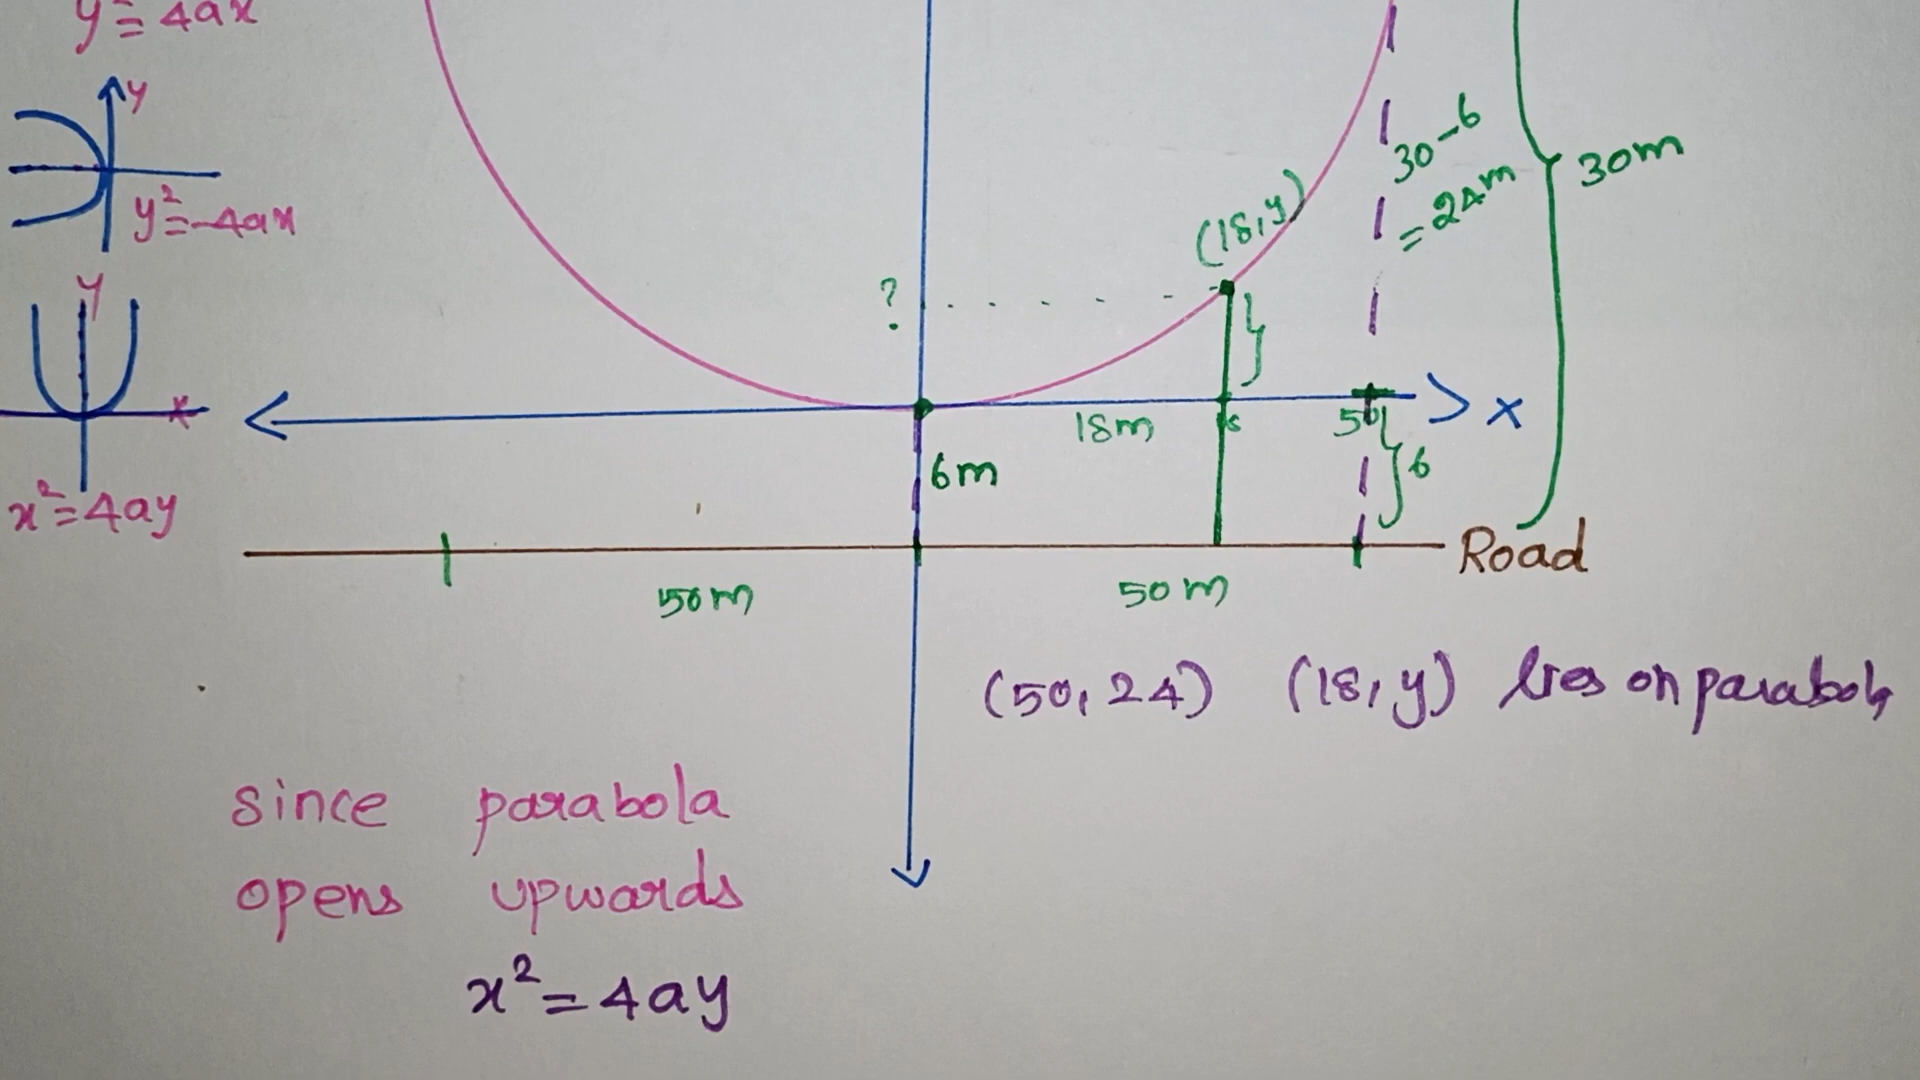 y²=4ax
y
y²=-4ax
y
x
x²=4ay
30-6
=24m
30m
(18,y)
?
18m
50
x
6m
6
Road
50m
50m
(50,24) (18,y) lies on parabola
since parabola
opens upwards
x²=4ay